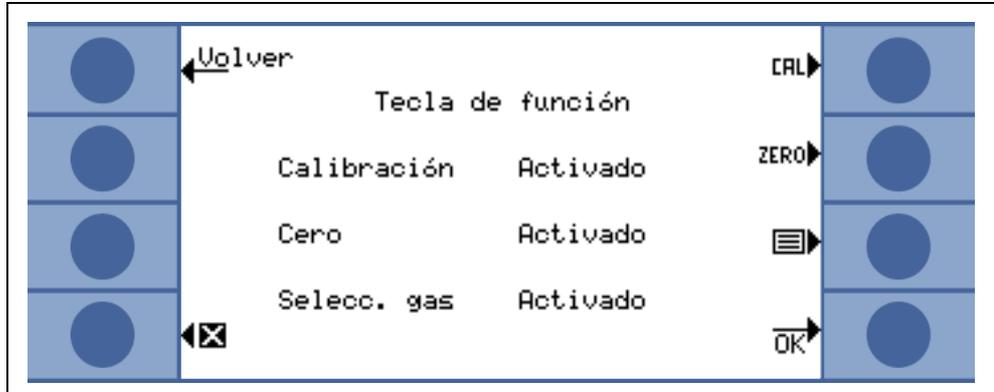 Volver
CAL
Tecla de función
Calibración Activado
ZERO
Cero Activado
Selecc. gas Activado
OK